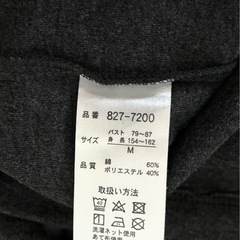 品番 827-7200
バスト 79~87
サイズ 身長 154~162
M
品質 綿 60%
ポリエステル 40%
取扱い方法
洗濯ネット使用
あて布使用